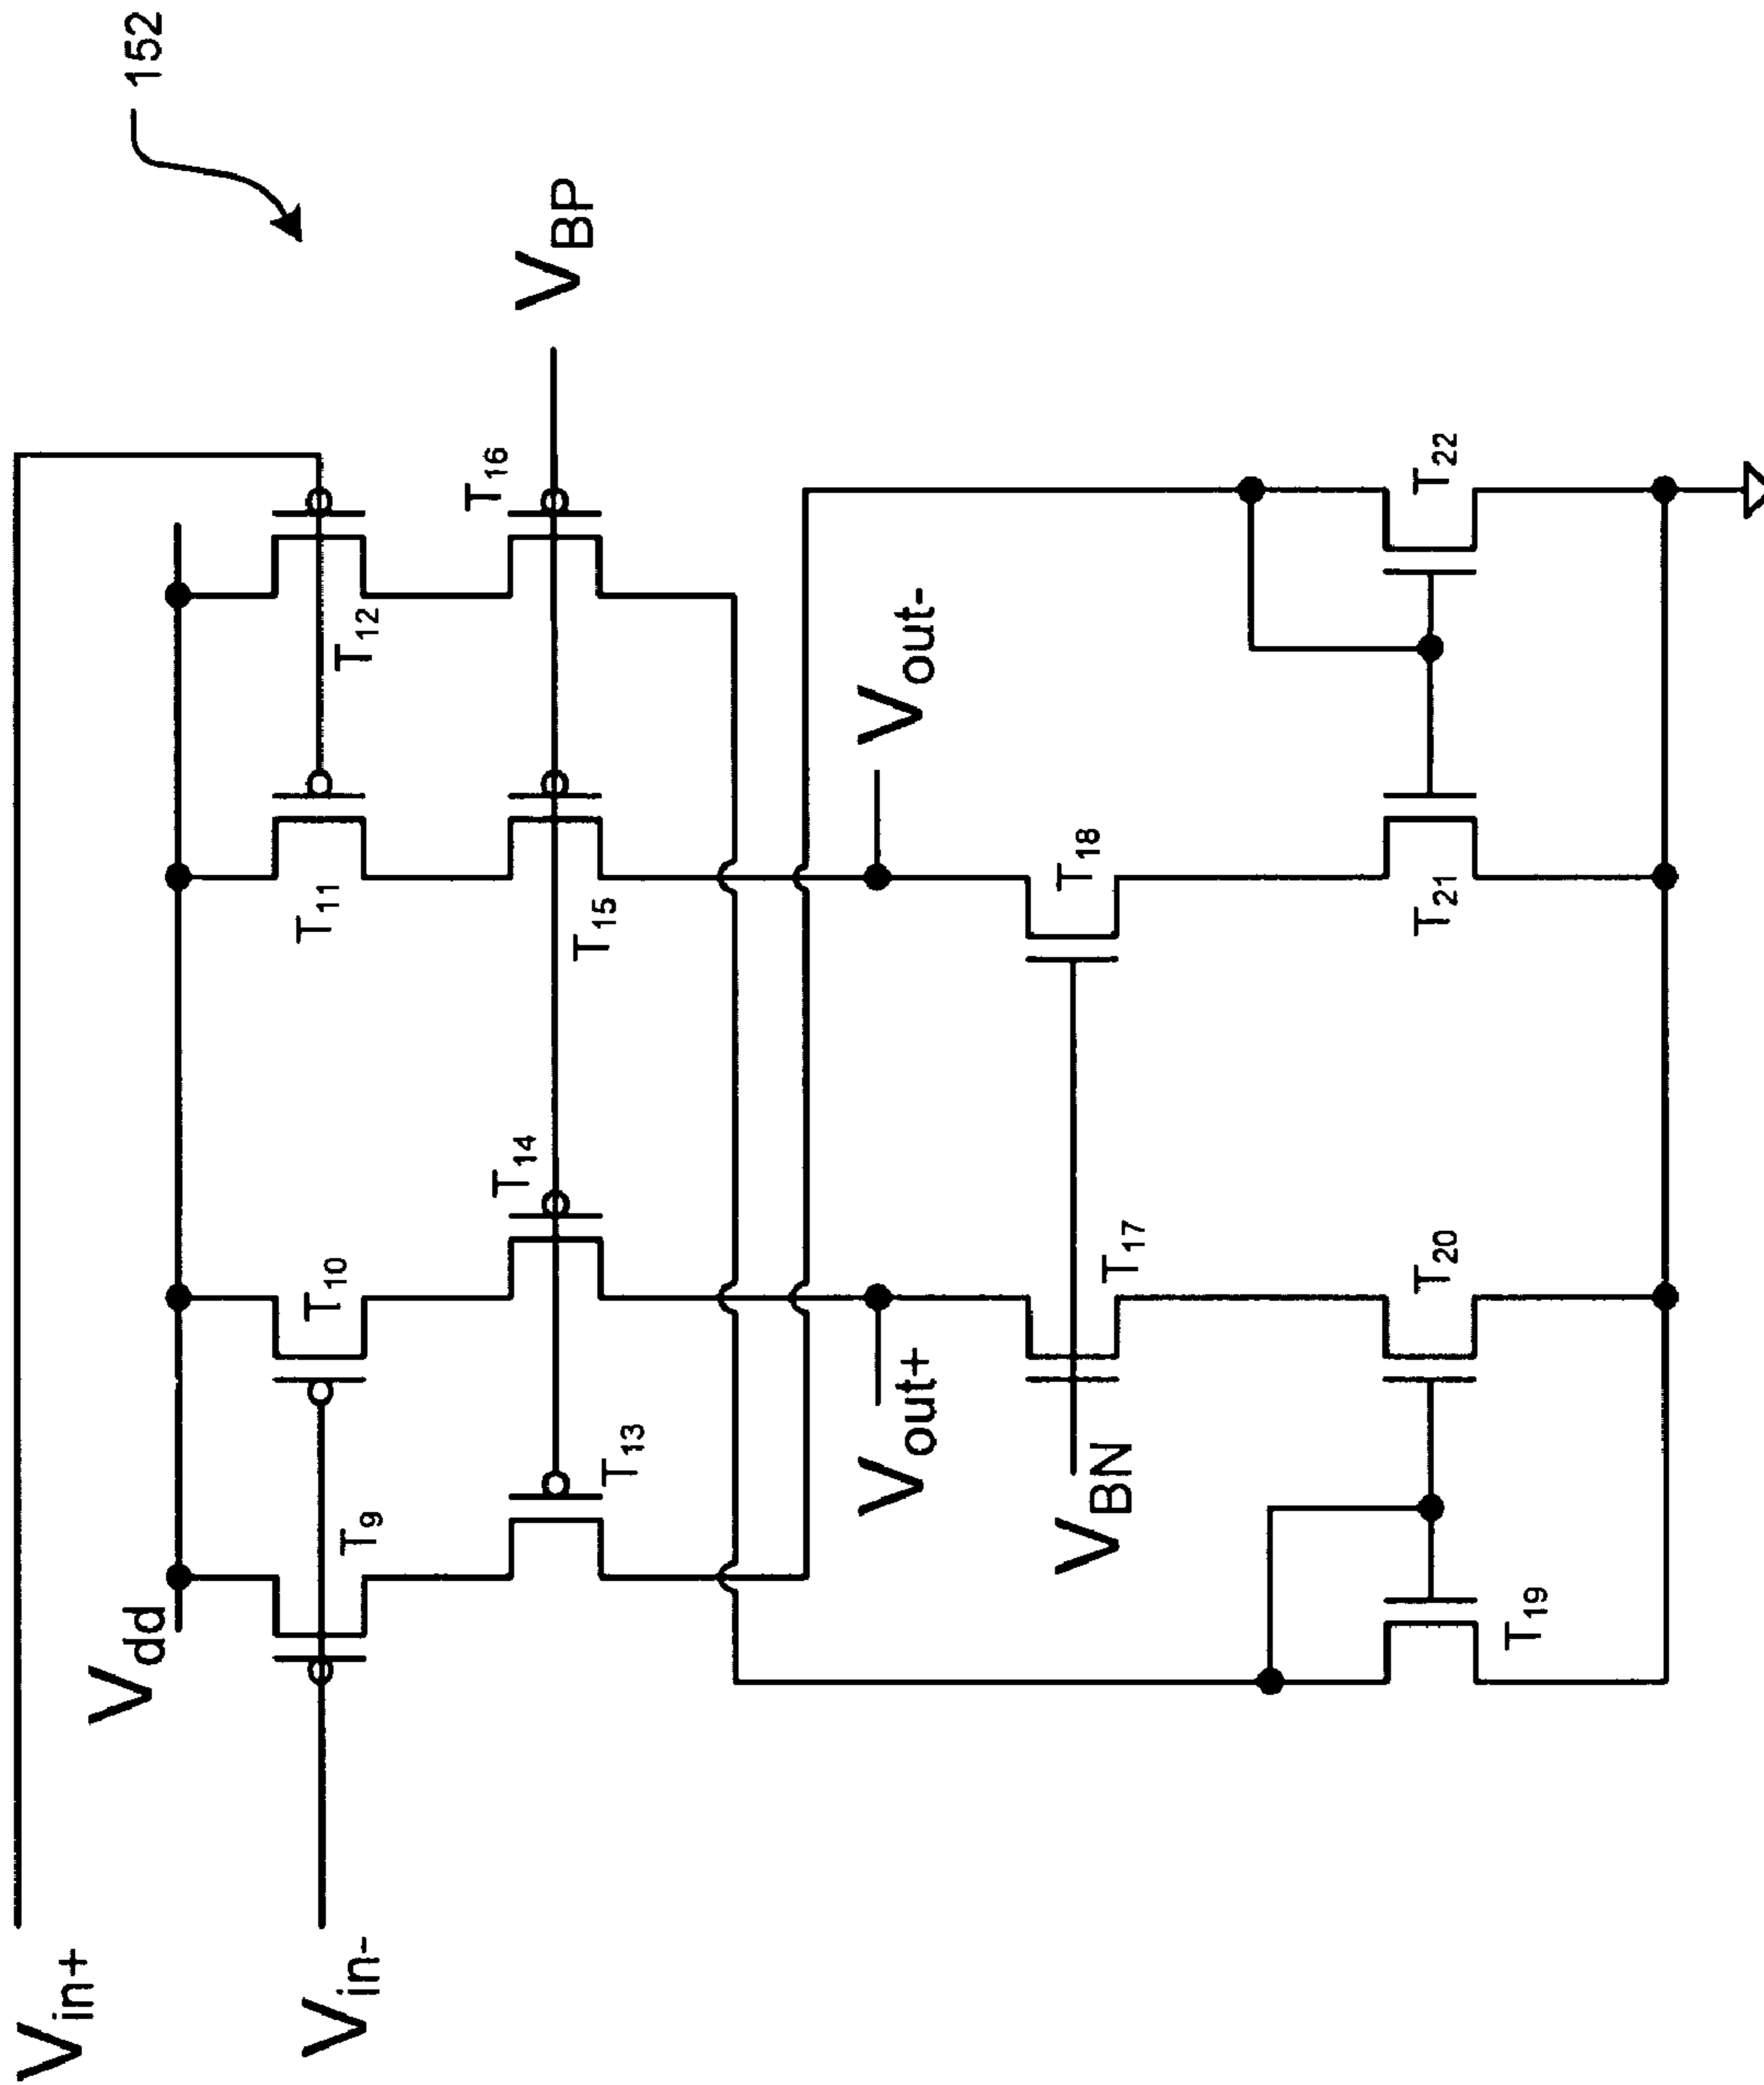 152
V_in+
V_dd
V_in-
T_9
T_10
T_11
T_12
T_13
T_14
T_15
T_16
V_BP
V_out+
V_out-
V_BN
T_17
T_18
T_19
T_20
T_21
T_22